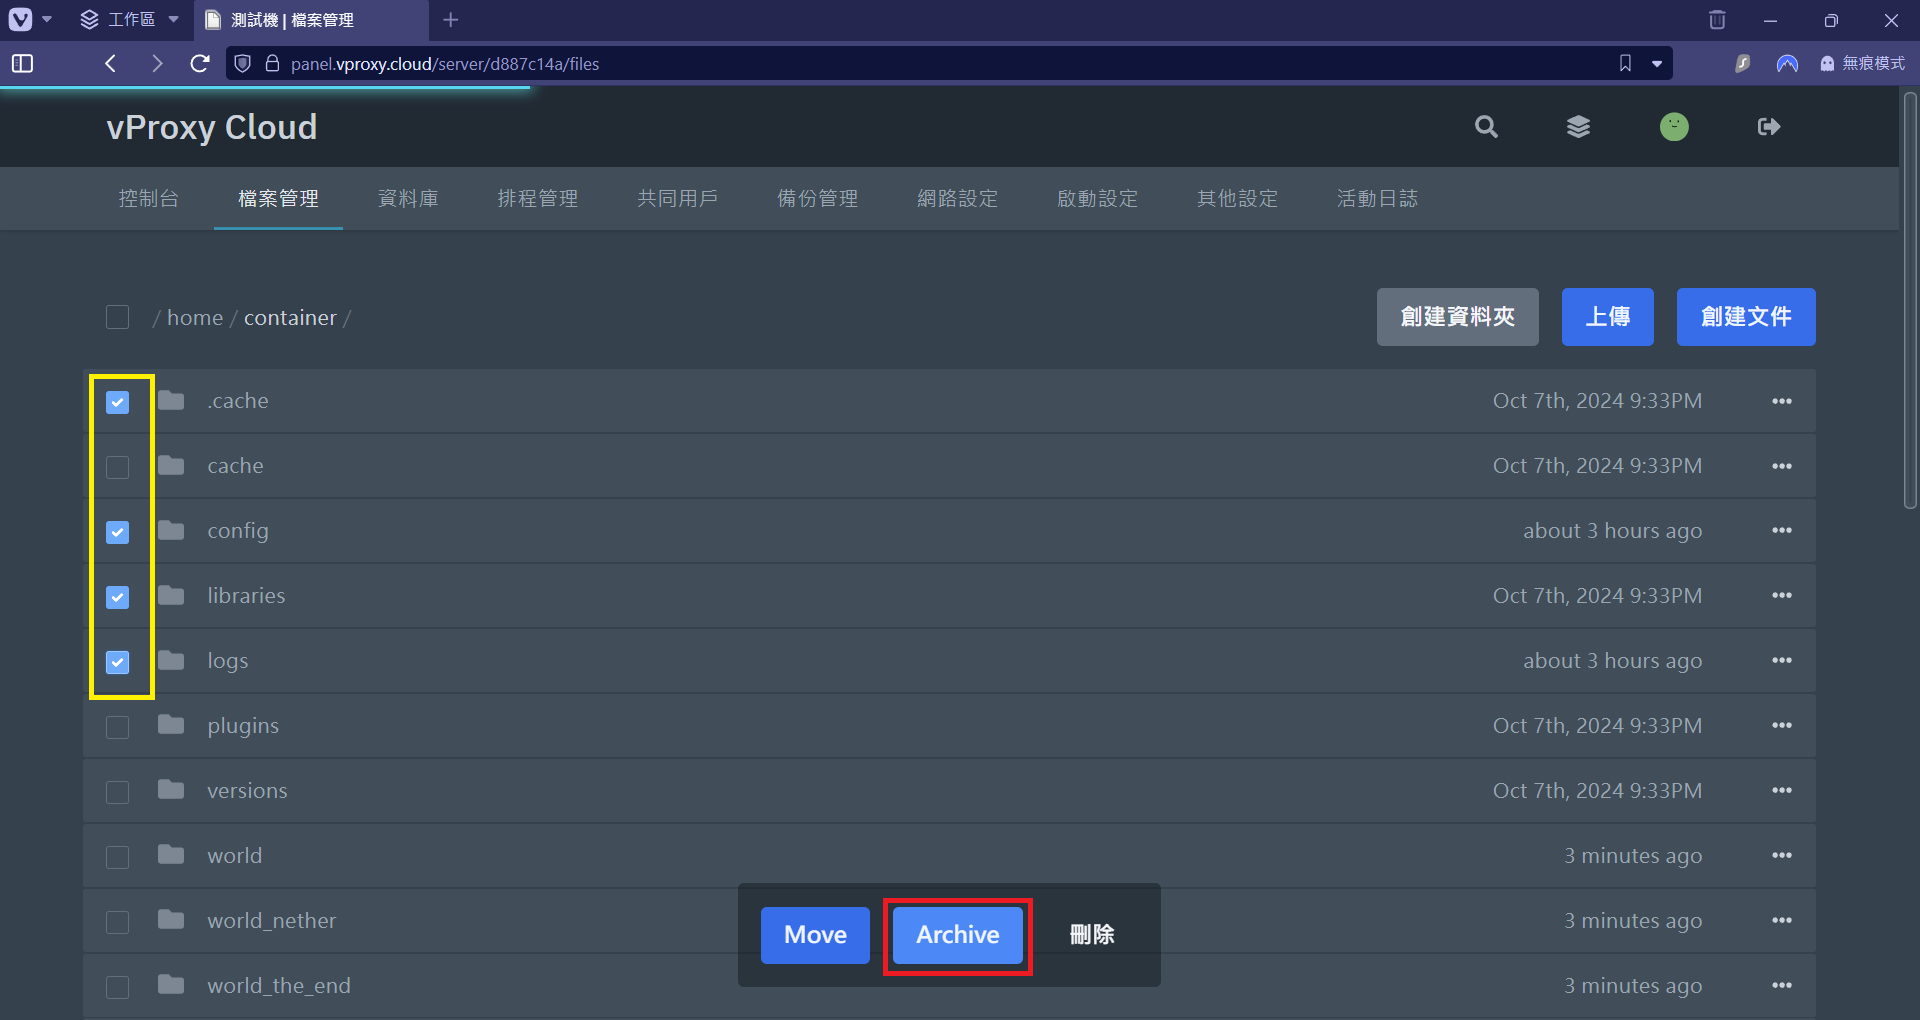 工作區
測試機 | 檔案管理
panel.vproxy.cloud/server/d887c14a/files
無痕模式
vProxy Cloud
控制台
檔案管理
資料庫
排程管理
共同用戶
備份管理
網路設定
啟動設定
其他設定
活動日誌
/ home / container /
創建資料夾
上傳
創建文件
.cache
Oct 7th, 2024 9:33PM
cache
Oct 7th, 2024 9:33PM
config
about 3 hours ago
libraries
Oct 7th, 2024 9:33PM
logs
about 3 hours ago
plugins
Oct 7th, 2024 9:33PM
versions
Oct 7th, 2024 9:33PM
world
3 minutes ago
world_nether
3 minutes ago
world_the_end
3 minutes ago
Move
Archive
刪除